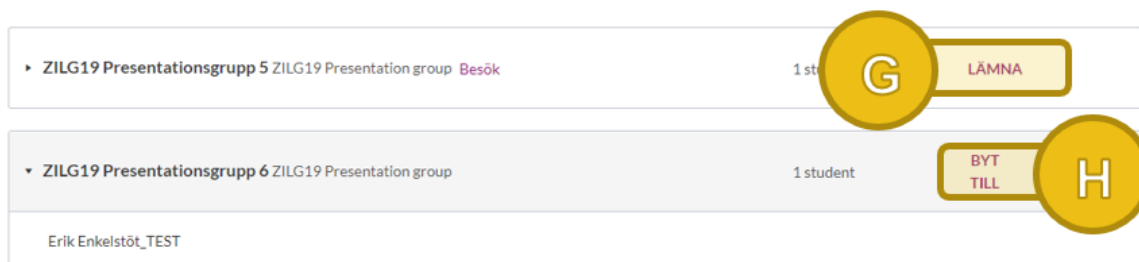 ZILG19 Presentationsgrupp 5 ZILG19 Presentation group Besök 1 G LÄMNA
ZILG19 Presentationsgrupp 6 ZILG19 Presentation group 1 student BYT TILL H
Erik Enkelstöt_TEST